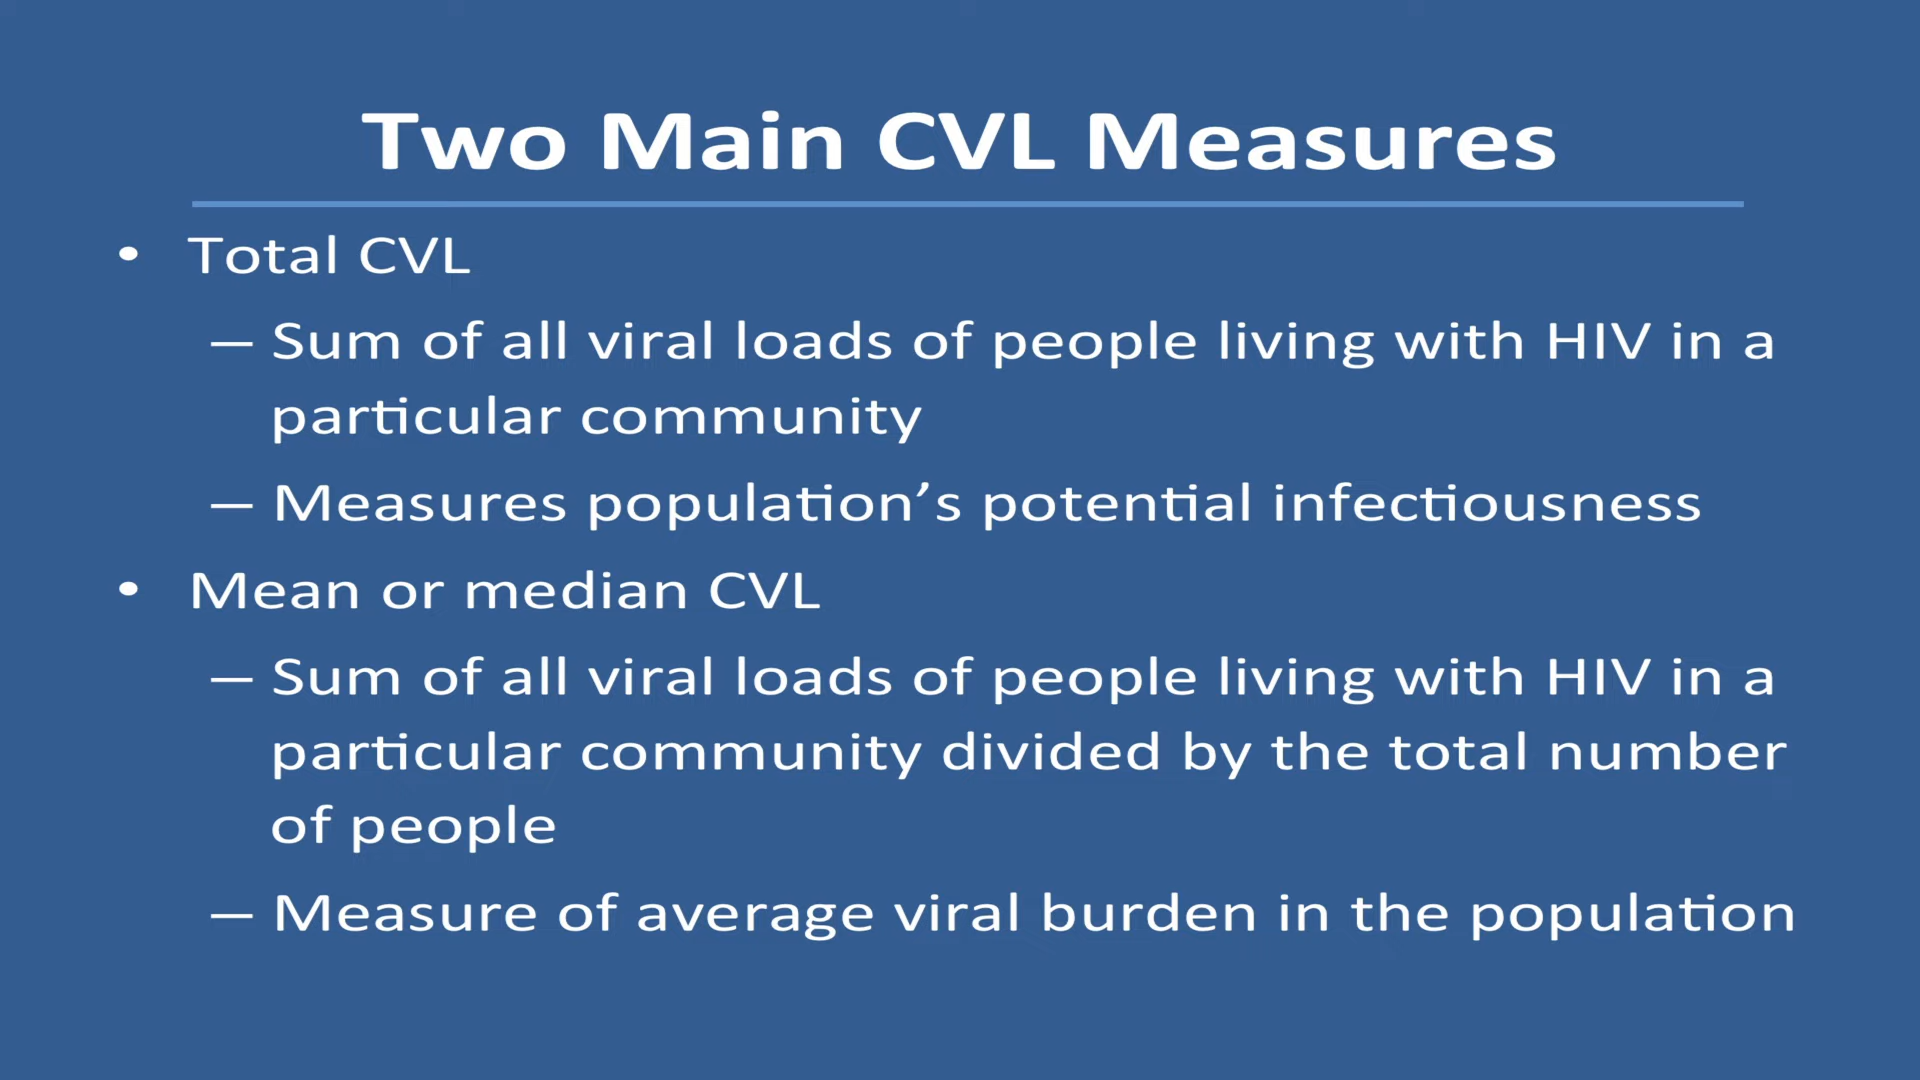 Two Main CVL Measures
• Total CVL
– Sum of all viral loads of people living with HIV in a
particular community
– Measures population’s potential infectiousness
• Mean or median CVL
– Sum of all viral loads of people living with HIV in a
particular community divided by the total number
of people
– Measure of average viral burden in the population